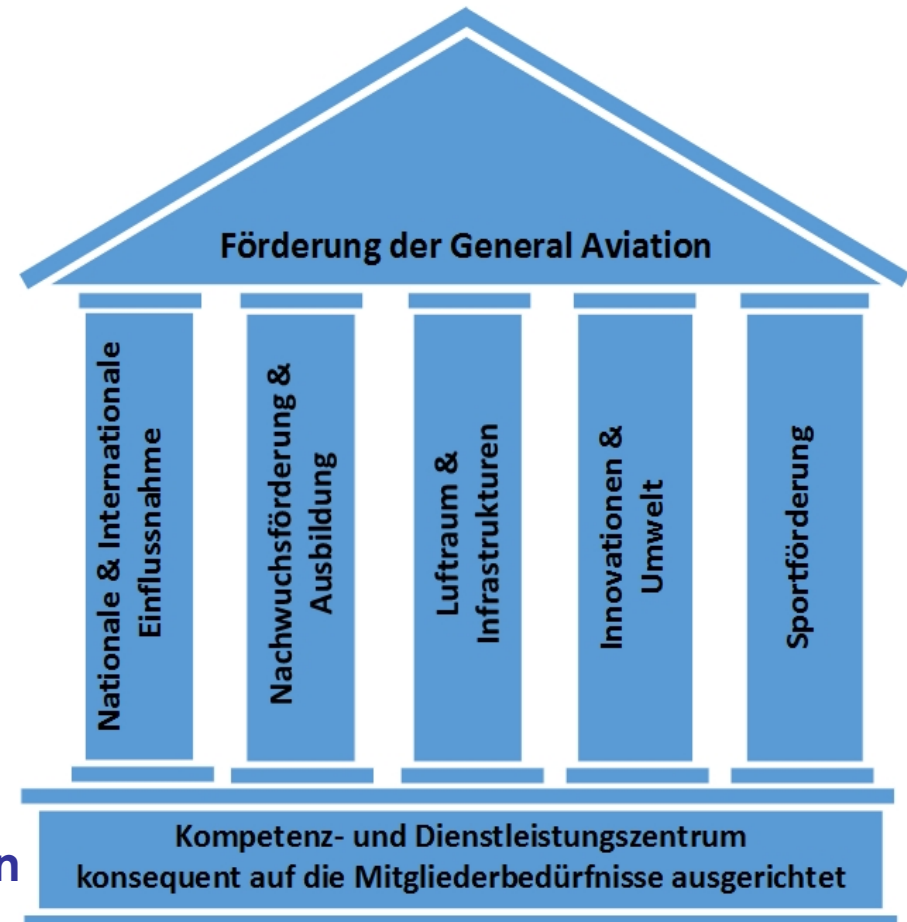 Förderung der General Aviation
Nationale & Internationale
Einflussnahme
Nachwuchsförderung &
Ausbildung
Luftraum &
Infrastrukturen
Innovationen &
Umwelt
Sportförderung
n
Kompetenz- und Dienstleistungszentrum
konsequent auf die Mitgliederbedürfnisse ausgerichtet